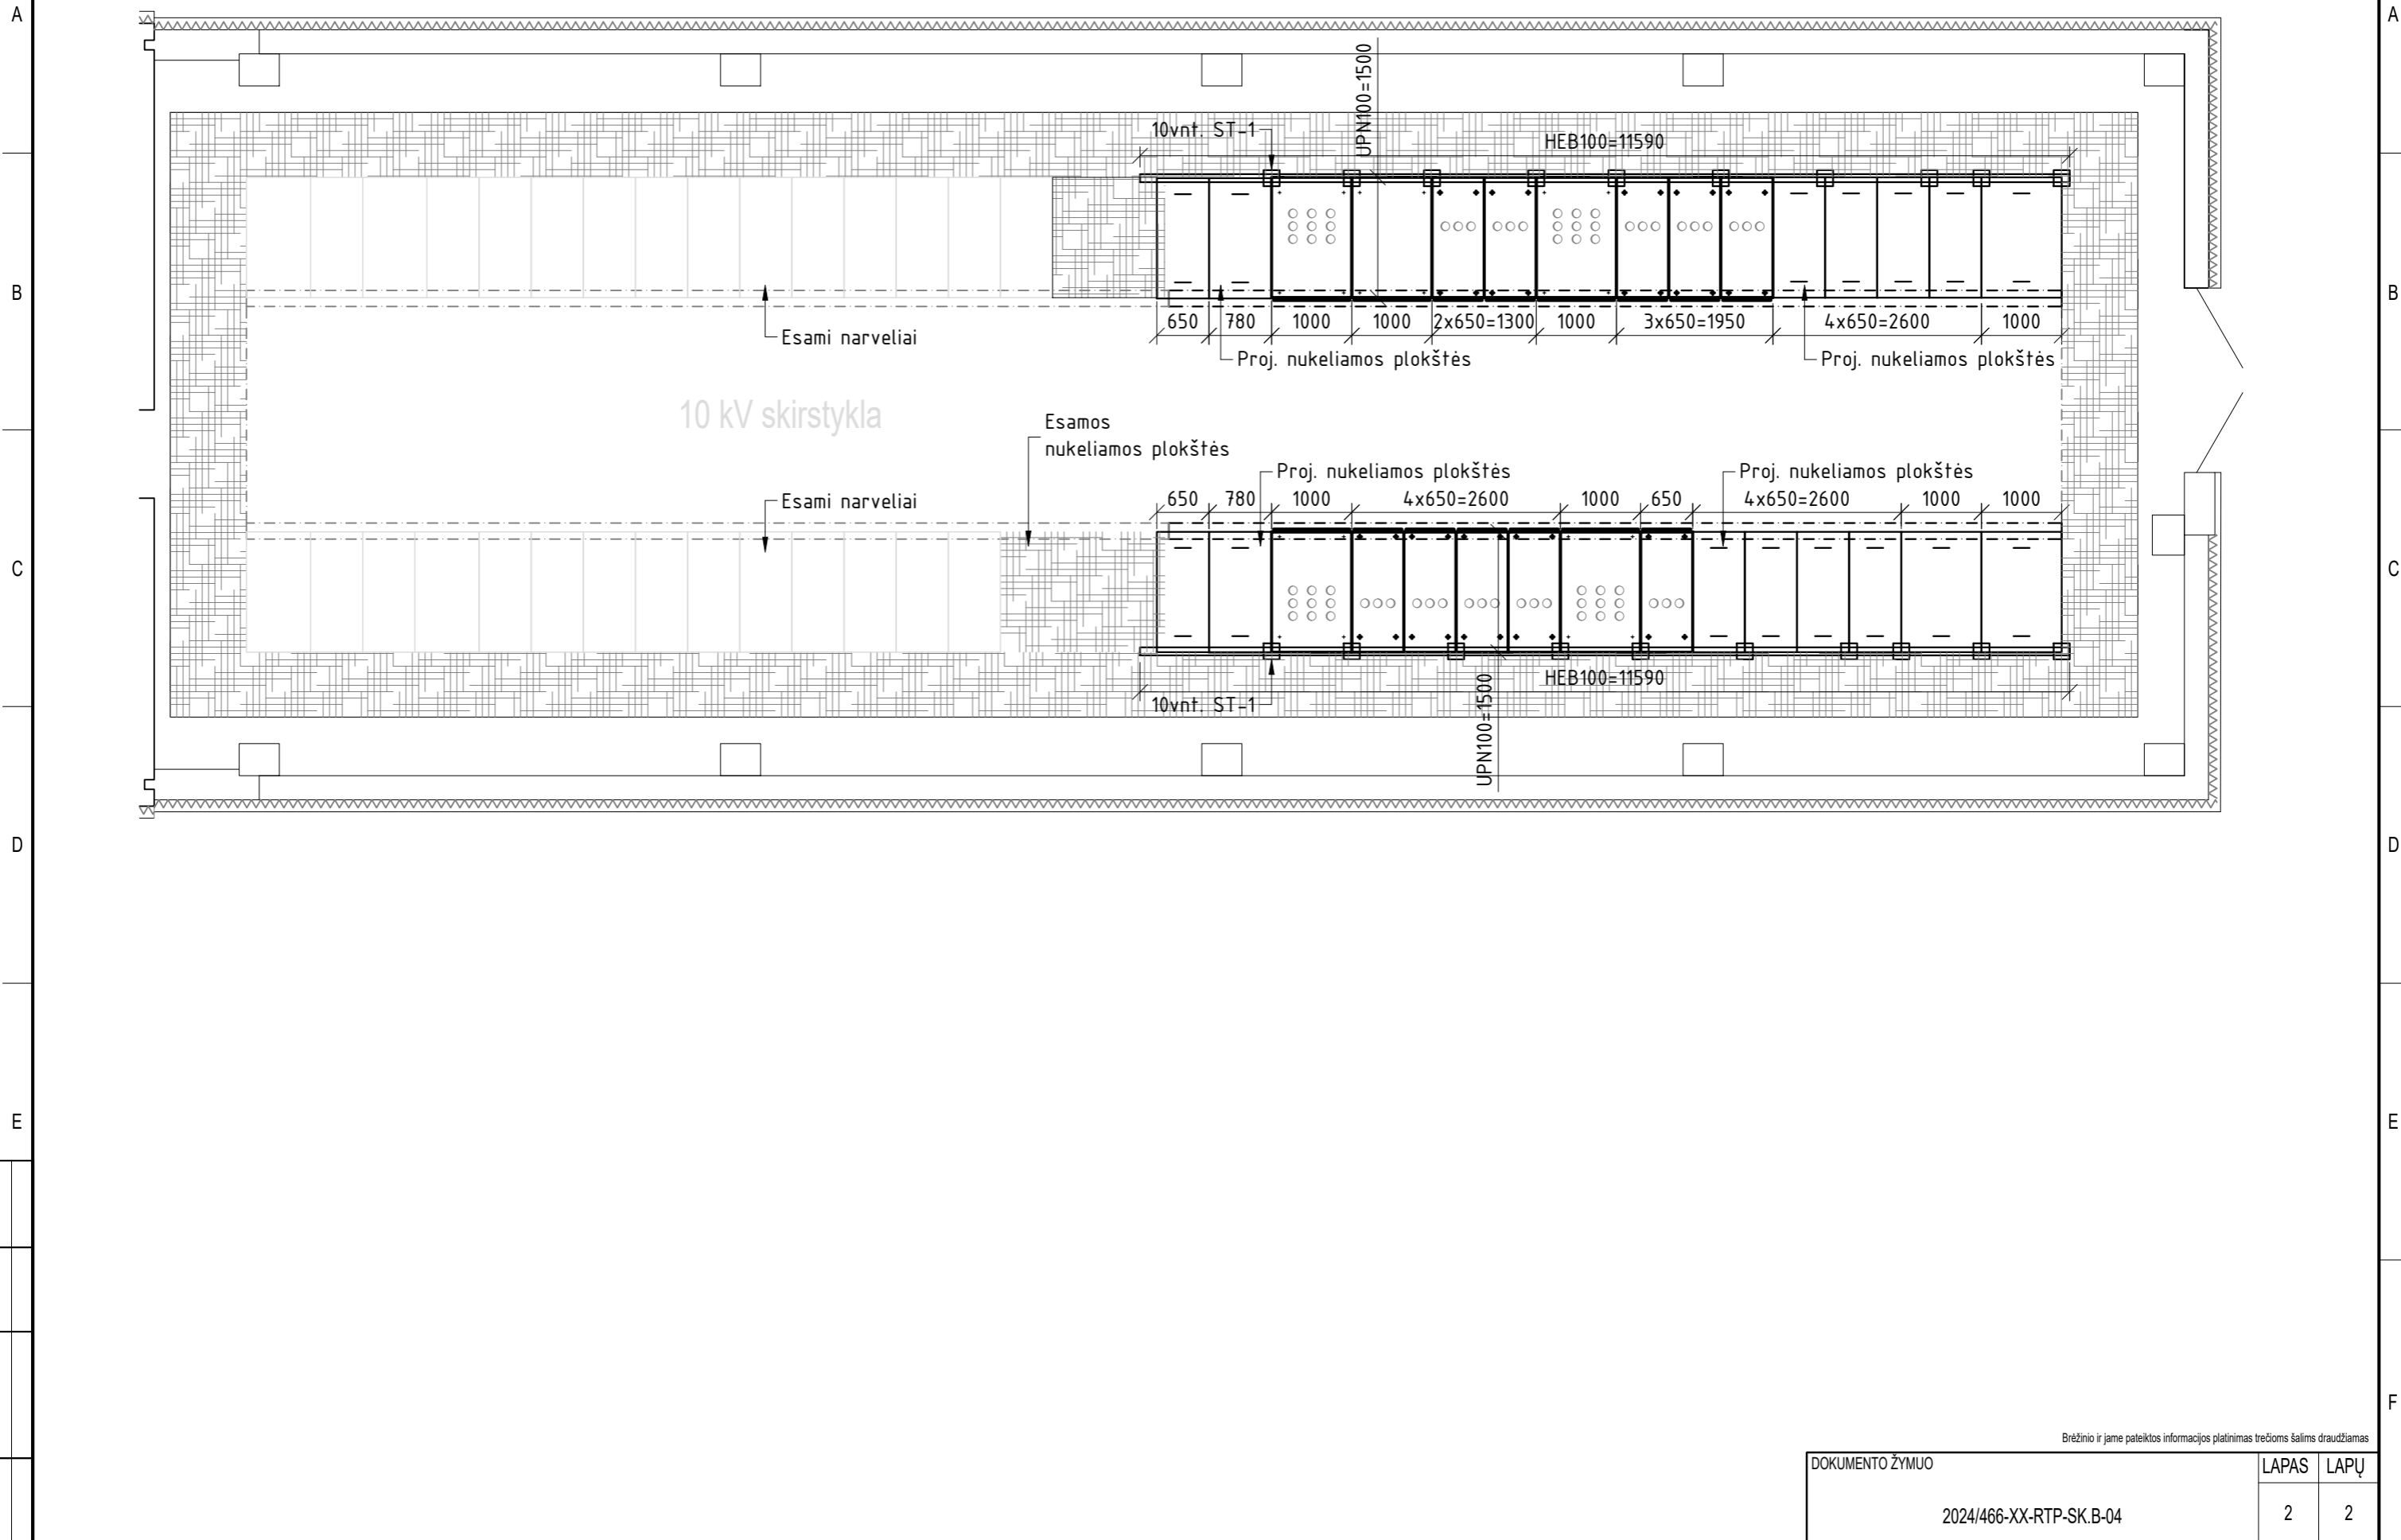 A
A
UPN100=1500
10vnt. ST-1
HEB100=11590
B
B
650
780
1000
1000
2x650=1300
1000
3x650=1950
4x650=2600
1000
Esami narveliai
Proj. nukeliamos plokštės
Proj. nukeliamos plokštės
10 kV skirstykla
Esamos
nukeliamos plokštės
Proj. nukeliamos plokštės
Proj. nukeliamos plokštės
Esami narveliai
650
780
1000
4x650=2600
1000
650
4x650=2600
1000
1000
C
C
HEB100=11590
10vnt. ST-1
UPN100=1500
D
D
E
E
F
Brėžinio ir jame pateiktos informacijos platinimas trečioms šalims draudžiamas
DOKUMENTO ŽYMUO
LAPAS
LAPŲ
2024/466-XX-RTP-SK.B-04
2
2